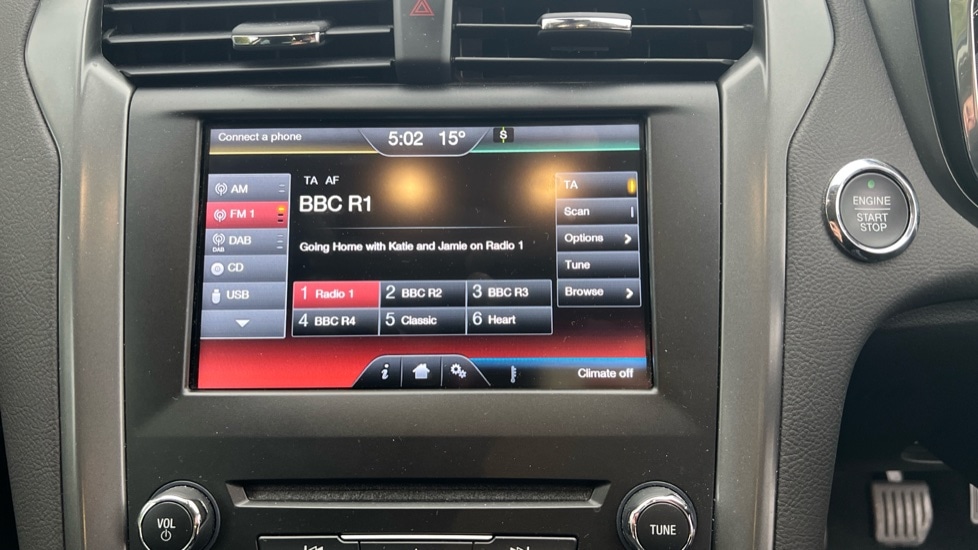 Connect a phone 5:02 15°
TA AF
BBC R1
Going Home with Katie and Jamie on Radio 1
AM
FM 1
DAB
DAB
CD
USB
1 Radio 1 2 BBC R2 3 BBC R3
4 BBC R4 5 Classic 6 Heart
TA
Scan
Options
Tune
Browse
i Climate off
ENGINE
START
STOP
VOL
TUNE